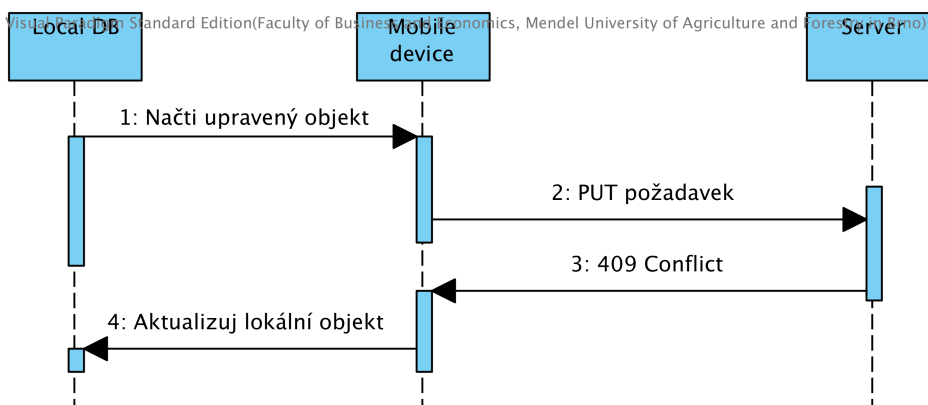 Visual Paradigm Standard Edition(Faculty of Business and Economics, Mendel University of Agriculture and Forestry in Brno)
Local DB
Mobile
device
Server
1: Načti upravený objekt
2: PUT požadavek
3: 409 Conflict
4: Aktualizuj lokální objekt